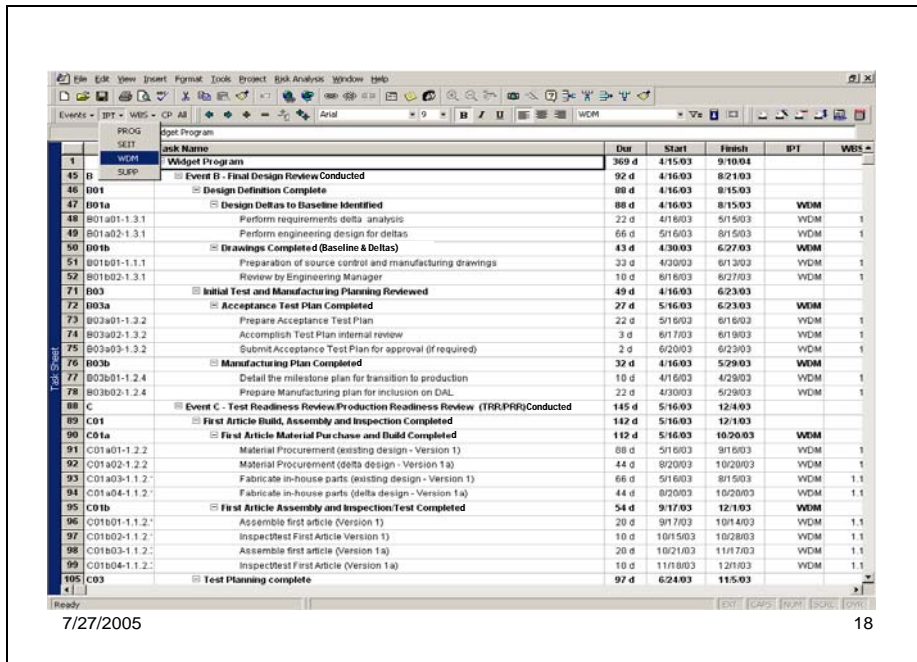 File Edit View Insert Format Tools Project Risk Analysis Window Help
Arial 9 B I U WDM
Events IPT WBS CP All
PROG
SEIT
WDM
SUPP
dget Program
ask Name Dur Start Finish IPT WBS
1 Widget Program 369 d 4/15/03 9/10/04
45 B Event B - Final Design Review Conducted 92 d 4/16/03 8/21/03
46 B01 Design Definition Complete 88 d 4/16/03 8/15/03
47 B01a Design Deltas to Baseline Identified 88 d 4/16/03 8/15/03 WDM
48 B01a01-1.3.1 Perform requirements delta analysis 22 d 4/16/03 5/15/03 WDM 1
49 B01a02-1.3.1 Perform engineering design for deltas 66 d 5/16/03 8/15/03 WDM 1
50 B01b Drawings Completed (Baseline & Deltas) 43 d 4/30/03 6/27/03 WDM
51 B01b01-1.1.1 Preparation of source control and manufacturing drawings 33 d 4/30/03 6/13/03 WDM 1
52 B01b02-1.3.1 Review by Engineering Manager 10 d 6/16/03 6/27/03 WDM 1
71 B03 Initial Test and Manufacturing Planning Reviewed 49 d 4/16/03 6/23/03
72 B03a Acceptance Test Plan Completed 27 d 5/16/03 6/23/03 WDM
73 B03a01-1.3.2 Prepare Acceptance Test Plan 22 d 5/16/03 6/16/03 WDM 1
74 B03a02-1.3.2 Accomplish Test Plan internal review 3 d 6/17/03 6/19/03 WDM 1
75 B03a03-1.3.2 Submit Acceptance Test Plan for approval (if required) 2 d 6/20/03 6/23/03 WDM 1
76 B03b Manufacturing Plan Completed 32 d 4/16/03 5/29/03 WDM
77 B03b01-1.2.4 Detail the milestone plan for transition to production 10 d 4/16/03 4/29/03 WDM 1
78 B03b02-1.2.4 Prepare Manufacturing plan for inclusion on DAL 22 d 4/30/03 5/29/03 WDM 1
88 C Event C - Test Readiness Review/Production Readiness Review (TRR/PRR)Conducted 145 d 5/16/03 12/4/03
89 C01 First Article Build, Assembly and Inspection Completed 142 d 5/16/03 12/1/03
90 C01a First Article Material Purchase and Build Completed 112 d 5/16/03 10/20/03 WDM
91 C01a01-1.2.2 Material Procurement (existing design - Version 1) 88 d 5/16/03 9/16/03 WDM 1
92 C01a02-1.2.2 Material Procurement (delta design - Version 1a) 44 d 8/20/03 10/20/03 WDM 1
93 C01a03-1.1.2. Fabricate in-house parts (existing design - Version 1) 66 d 5/16/03 8/15/03 WDM 1.1
94 C01a04-1.1.2. Fabricate in-house parts (delta design - Version 1a) 44 d 8/20/03 10/20/03 WDM 1.1
95 C01b First Article Assembly and Inspection/Test Completed 54 d 9/17/03 12/1/03 WDM
96 C01b01-1.1.2. Assemble first article (Version 1) 20 d 9/17/03 10/14/03 WDM 1.1
97 C01b02-1.1.2. Inspect/test First Article Version 1) 10 d 10/15/03 10/28/03 WDM 1.1
98 C01b03-1.1.2. Assemble first article (Version 1a) 20 d 10/21/03 11/17/03 WDM 1.1
99 C01b04-1.1.2. Inspect/test First Article (Version 1a) 10 d 11/18/03 12/1/03 WDM 1.1
105 C03 Test Planning complete 97 d 6/24/03 11/5/03
Task Sheet
Ready EXT CAPS NUM SCRL OVR
7/27/2005 18